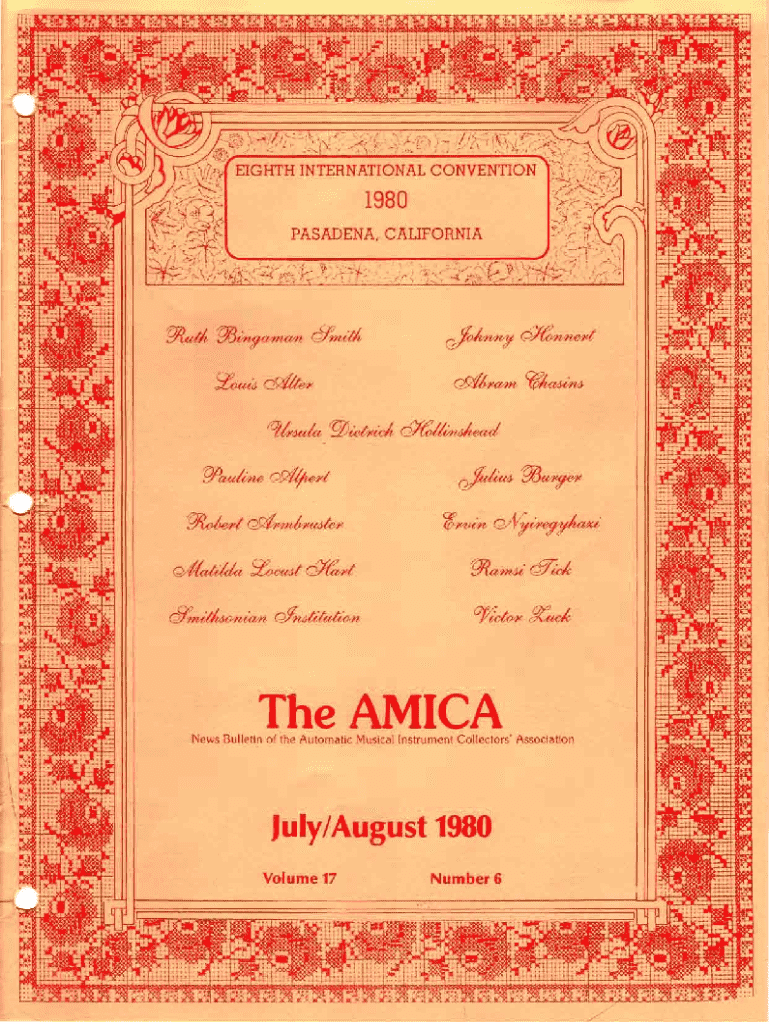 EIGHTH INTERNATIONAL CONVENTION
1980
PASADENA, CALIFORNIA
Ruth Bingaman Smith Johnny Honnert
Louis Alter Abram Chasins
Ursula Dietrich Hollinshead
Pauline Alpert Julius Burger
Robert Armbruster Ervin Nyiregyhazi
Matilda Locust Hart Ramsi Tick
Smithsonian Institution Victor Zuck
The AMICA
News Bulletin of the Automatic Musical Instrument Collectors' Association
July/August 1980
Volume 17 Number 6